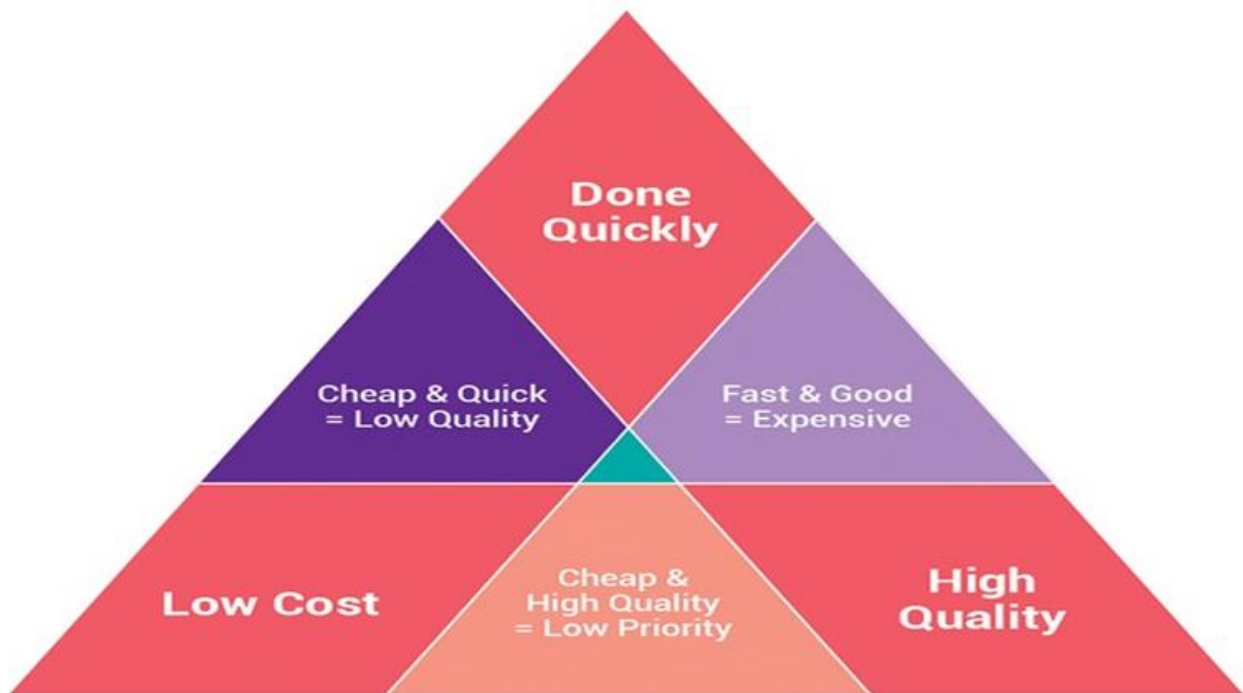 Done
Quickly
Cheap & Quick
= Low Quality
Fast & Good
= Expensive
Low Cost
Cheap &
High Quality
= Low Priority
High
Quality